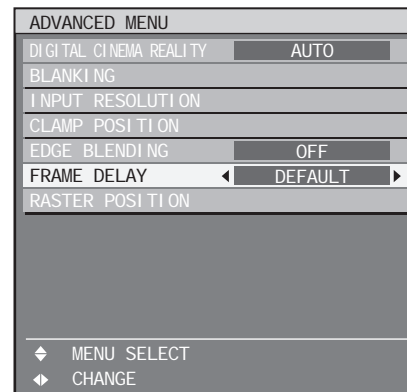 ADVANCED MENU
DIGITAL CINEMA REALITY AUTO
BLANKING
INPUT RESOLUTION
CLAMP POSITION
EDGE BLENDING OFF
FRAME DELAY DEFAULT
RASTER POSITION
MENU SELECT
CHANGE